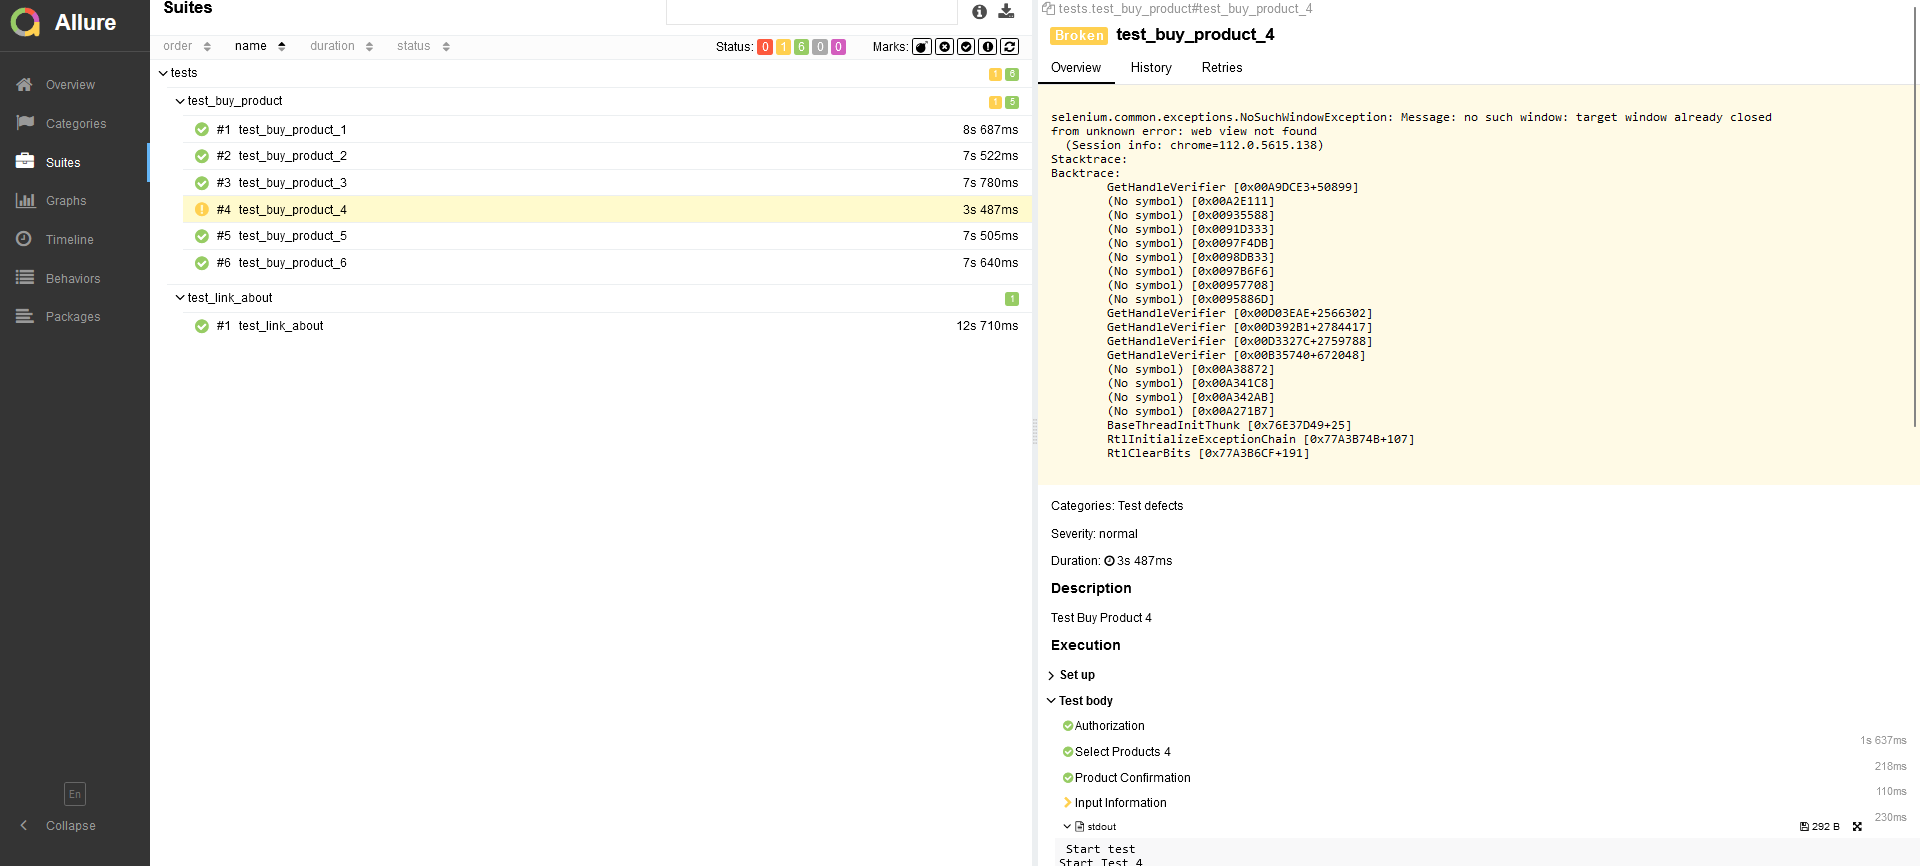 Allure
Overview
Categories
Suites
Graphs
Timeline
Behaviors
Packages
En
Collapse
Suites
order name duration status
Status: 0 1 6 0 0 Marks:
tests 1 6
test_buy_product 1 5
#1 test_buy_product_1 8s 687ms
#2 test_buy_product_2 7s 522ms
#3 test_buy_product_3 7s 780ms
#4 test_buy_product_4 3s 487ms
#5 test_buy_product_5 7s 505ms
#6 test_buy_product_6 7s 640ms
test_link_about 1
#1 test_link_about 12s 710ms
tests.test_buy_product#test_buy_product_4
Broken test_buy_product_4
Overview History Retries
selenium.common.exceptions.NoSuchWindowException: Message: no such window: target window already closed
from unknown error: web view not found
(Session info: chrome=112.0.5615.138)
Stacktrace:
Backtrace:
GetHandleVerifier [0x00A9DCE3+50899]
(No symbol) [0x00A2E111]
(No symbol) [0x00935588]
(No symbol) [0x0091D333]
(No symbol) [0x0097F4DB]
(No symbol) [0x0098DB33]
(No symbol) [0x0097B6F6]
(No symbol) [0x00957708]
(No symbol) [0x0095886D]
GetHandleVerifier [0x00D03EAE+2566302]
GetHandleVerifier [0x00D392B1+2784417]
GetHandleVerifier [0x00D3327C+2759788]
GetHandleVerifier [0x00B35740+672048]
(No symbol) [0x00A38872]
(No symbol) [0x00A341C8]
(No symbol) [0x00A342AB]
(No symbol) [0x00A271B7]
BaseThreadInitThunk [0x76E37D49+25]
RtlInitializeExceptionChain [0x77A3B74B+107]
RtlClearBits [0x77A3B6CF+191]
Categories: Test defects
Severity: normal
Duration: 3s 487ms
Description
Test Buy Product 4
Execution
Set up
Test body
Authorization
1s 637ms
Select Products 4
218ms
Product Confirmation
110ms
Input Information
230ms
stdout 292 B
Start test
Start Test 4